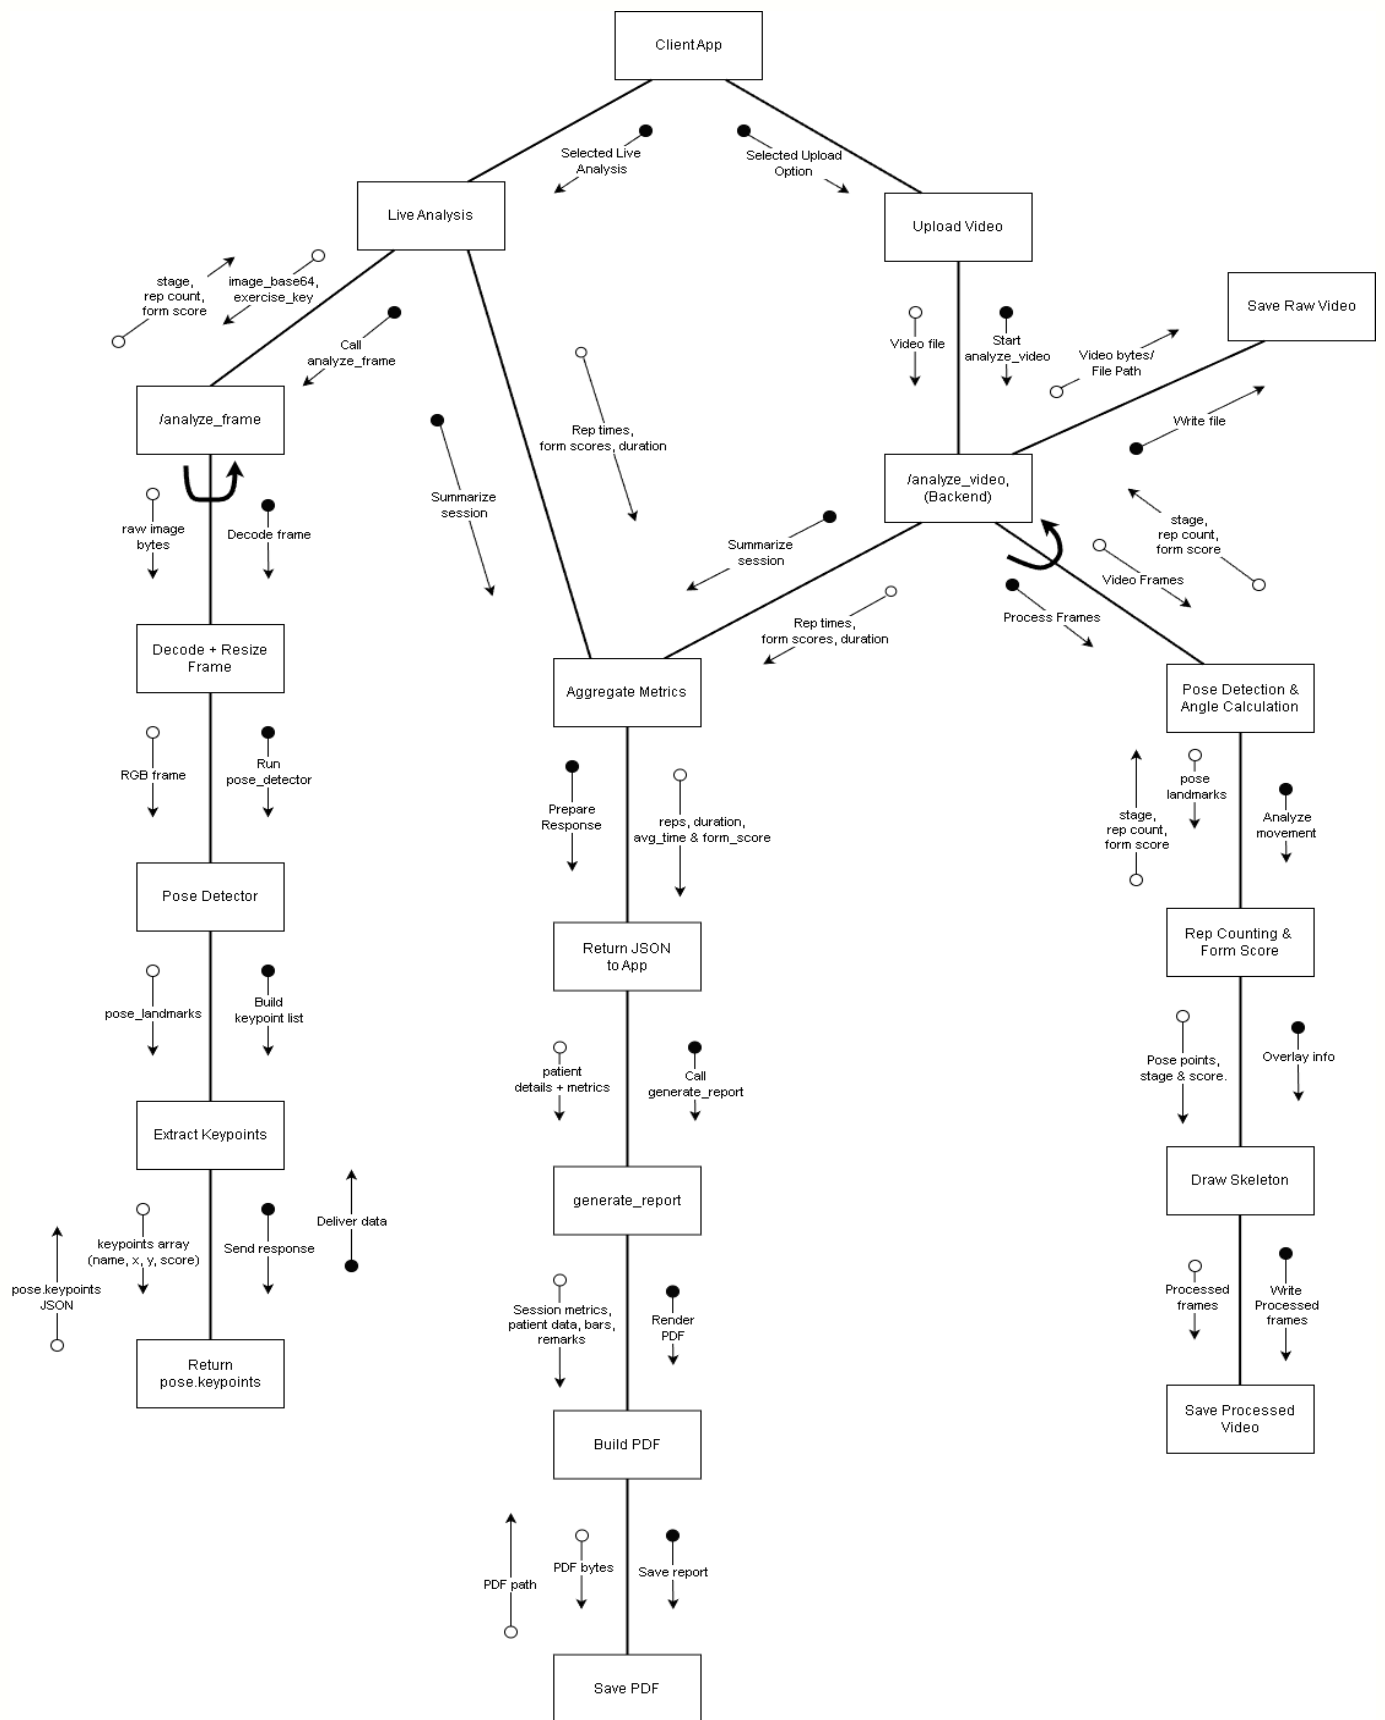 Client App
Selected Live
Analysis
Selected Upload
Option
Live Analysis
Upload Video
stage,
rep count,
form score
image_base64,
exercise_key
Save Raw Video
Call
analyze_frame
Video file
Start
analyze_video
Video bytes/
File Path
/analyze_frame
Rep times,
form scores, duration
Write file
Summarize
session
/analyze_video,
(Backend)
raw image
bytes
Decode frame
Summarize
session
stage,
rep count,
form score
Video Frames
Process Frames
Rep times,
form scores, duration
Decode + Resize
Frame
Aggregate Metrics
Pose Detection &
Angle Calculation
RGB frame
Run
pose_detector
Prepare
Response
reps, duration,
avg_time & form_score
stage,
rep count,
form score
pose
landmarks
Analyze
movement
Pose Detector
Return JSON
to App
Rep Counting &
Form Score
pose_landmarks
Build
keypoint list
patient
details + metrics
Call
generate_report
Pose points,
stage & score.
Overlay info
Extract Keypoints
generate_report
Draw Skeleton
pose.keypoints
JSON
keypoints array
(name, x, y, score)
Send response
Deliver data
Session metrics,
patient data, bars,
remarks
Render
PDF
Processed
frames
Write
Processed
frames
Return
pose.keypoints
Build PDF
Save Processed
Video
PDF path
PDF bytes
Save report
Save PDF